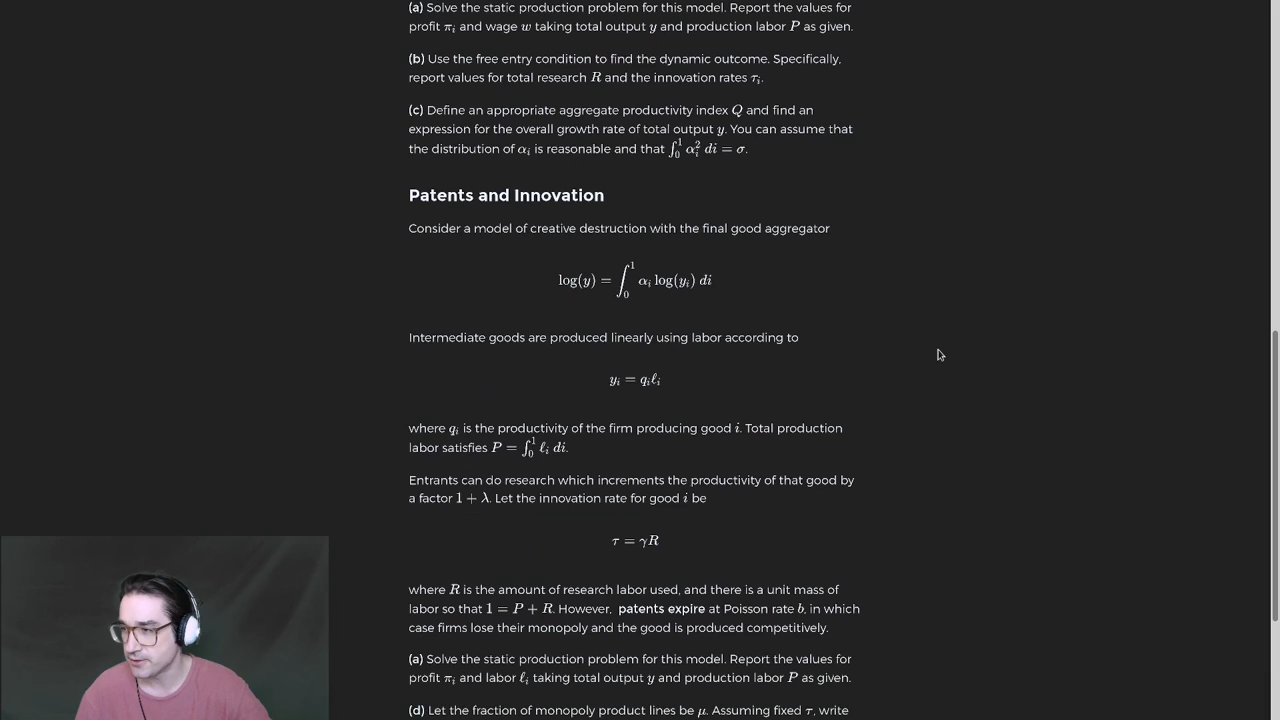 (a) Solve the static production problem for this model. Report the values for
profit πᵢ and wage w taking total output y and production labor P as given.
(b) Use the free entry condition to find the dynamic outcome. Specifically,
report values for total research R and the innovation rates τᵢ.
(c) Define an appropriate aggregate productivity index Q and find an
expression for the overall growth rate of total output y. You can assume that
the distribution of αᵢ is reasonable and that ∫₀¹ αᵢ² di = σ.
Patents and Innovation
Consider a model of creative destruction with the final good aggregator
log(y) = ∫₀¹ αᵢ log(yᵢ) di
Intermediate goods are produced linearly using labor according to
yᵢ = qᵢℓᵢ
where qᵢ is the productivity of the firm producing good i. Total production
labor satisfies P = ∫₀¹ ℓᵢ di.
Entrants can do research which increments the productivity of that good by
a factor 1 + λ. Let the innovation rate for good i be
τ = γR
where R is the amount of research labor used, and there is a unit mass of
labor so that 1 = P + R. However, patents expire at Poisson rate b, in which
case firms lose their monopoly and the good is produced competitively.
(a) Solve the static production problem for this model. Report the values for
profit πᵢ and labor ℓᵢ taking total output y and production labor P as given.
(d) Let the fraction of monopoly product lines be μ. Assuming fixed τ, write